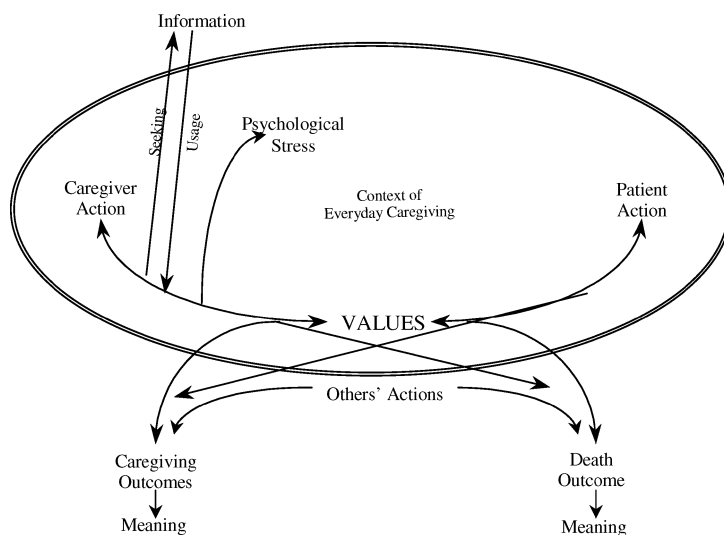 Information
Seeking
Usage
Psychological
Stress
Caregiver
Action
Context of
Everyday Caregiving
Patient
Action
VALUES
Others' Actions
Caregiving
Outcomes
Death
Outcome
Meaning
Meaning